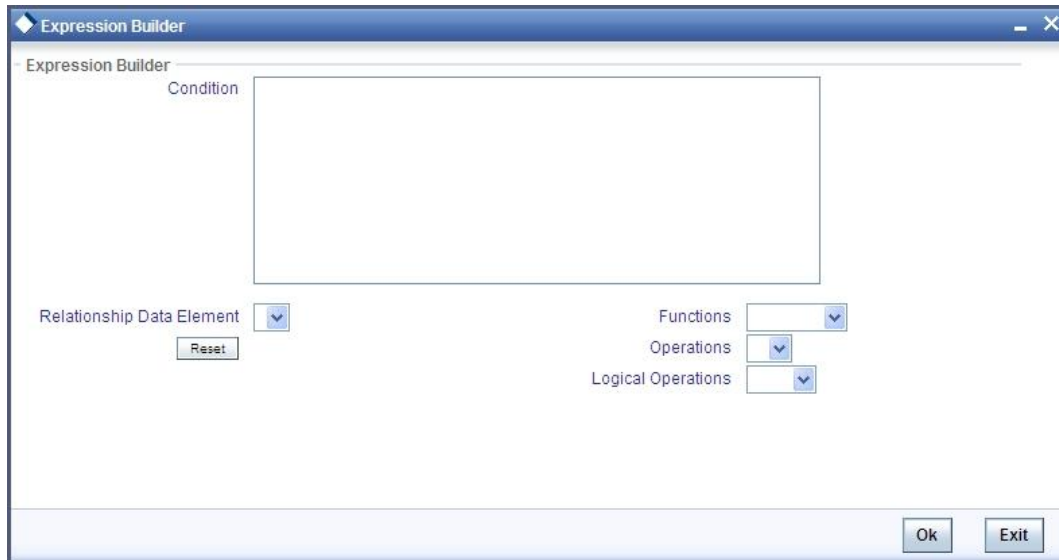 Expression Builder
Expression Builder
Condition
Relationship Data Element
Functions
Reset
Operations
Logical Operations
Ok
Exit